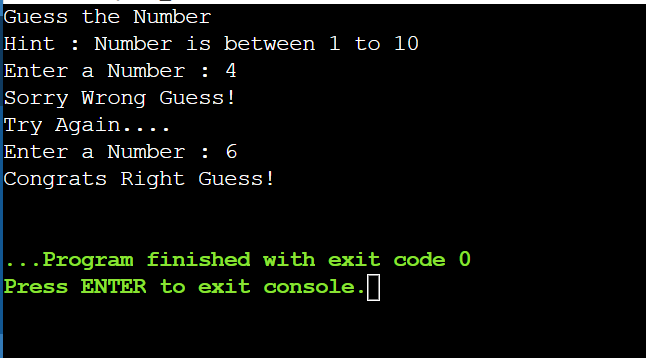 Guess the Number
Hint : Number is between 1 to 10
Enter a Number : 4
Sorry Wrong Guess!
Try Again....
Enter a Number : 6
Congrats Right Guess!
...Program finished with exit code 0
Press ENTER to exit console.